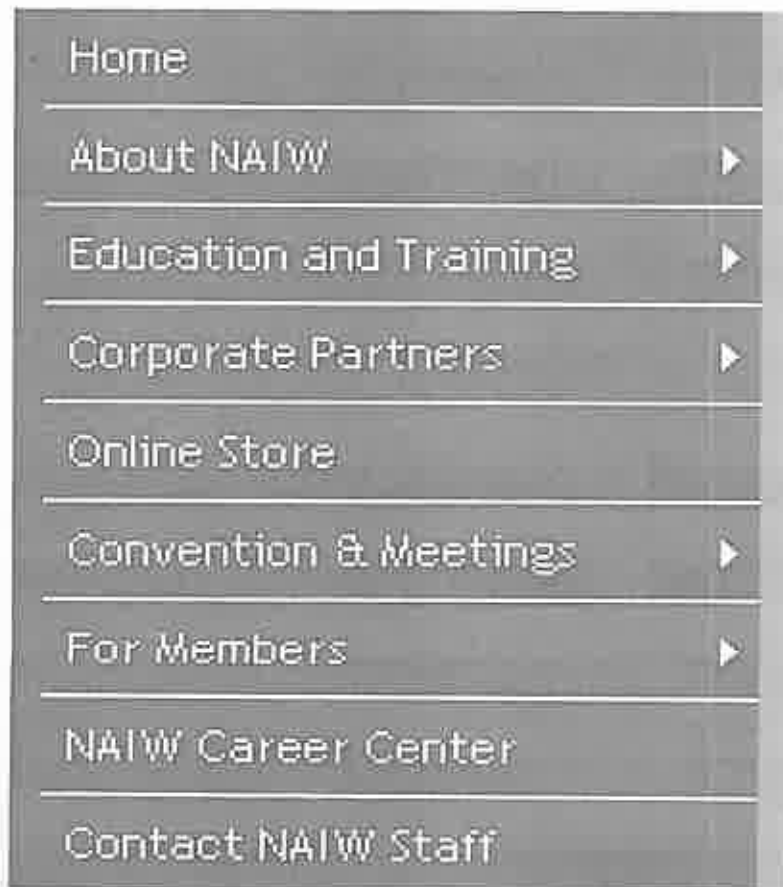 Home
About NAIW
Education and Training
Corporate Partners
Online Store
Convention & Meetings
For Members
NAIW Career Center
Contact NAIW Staff